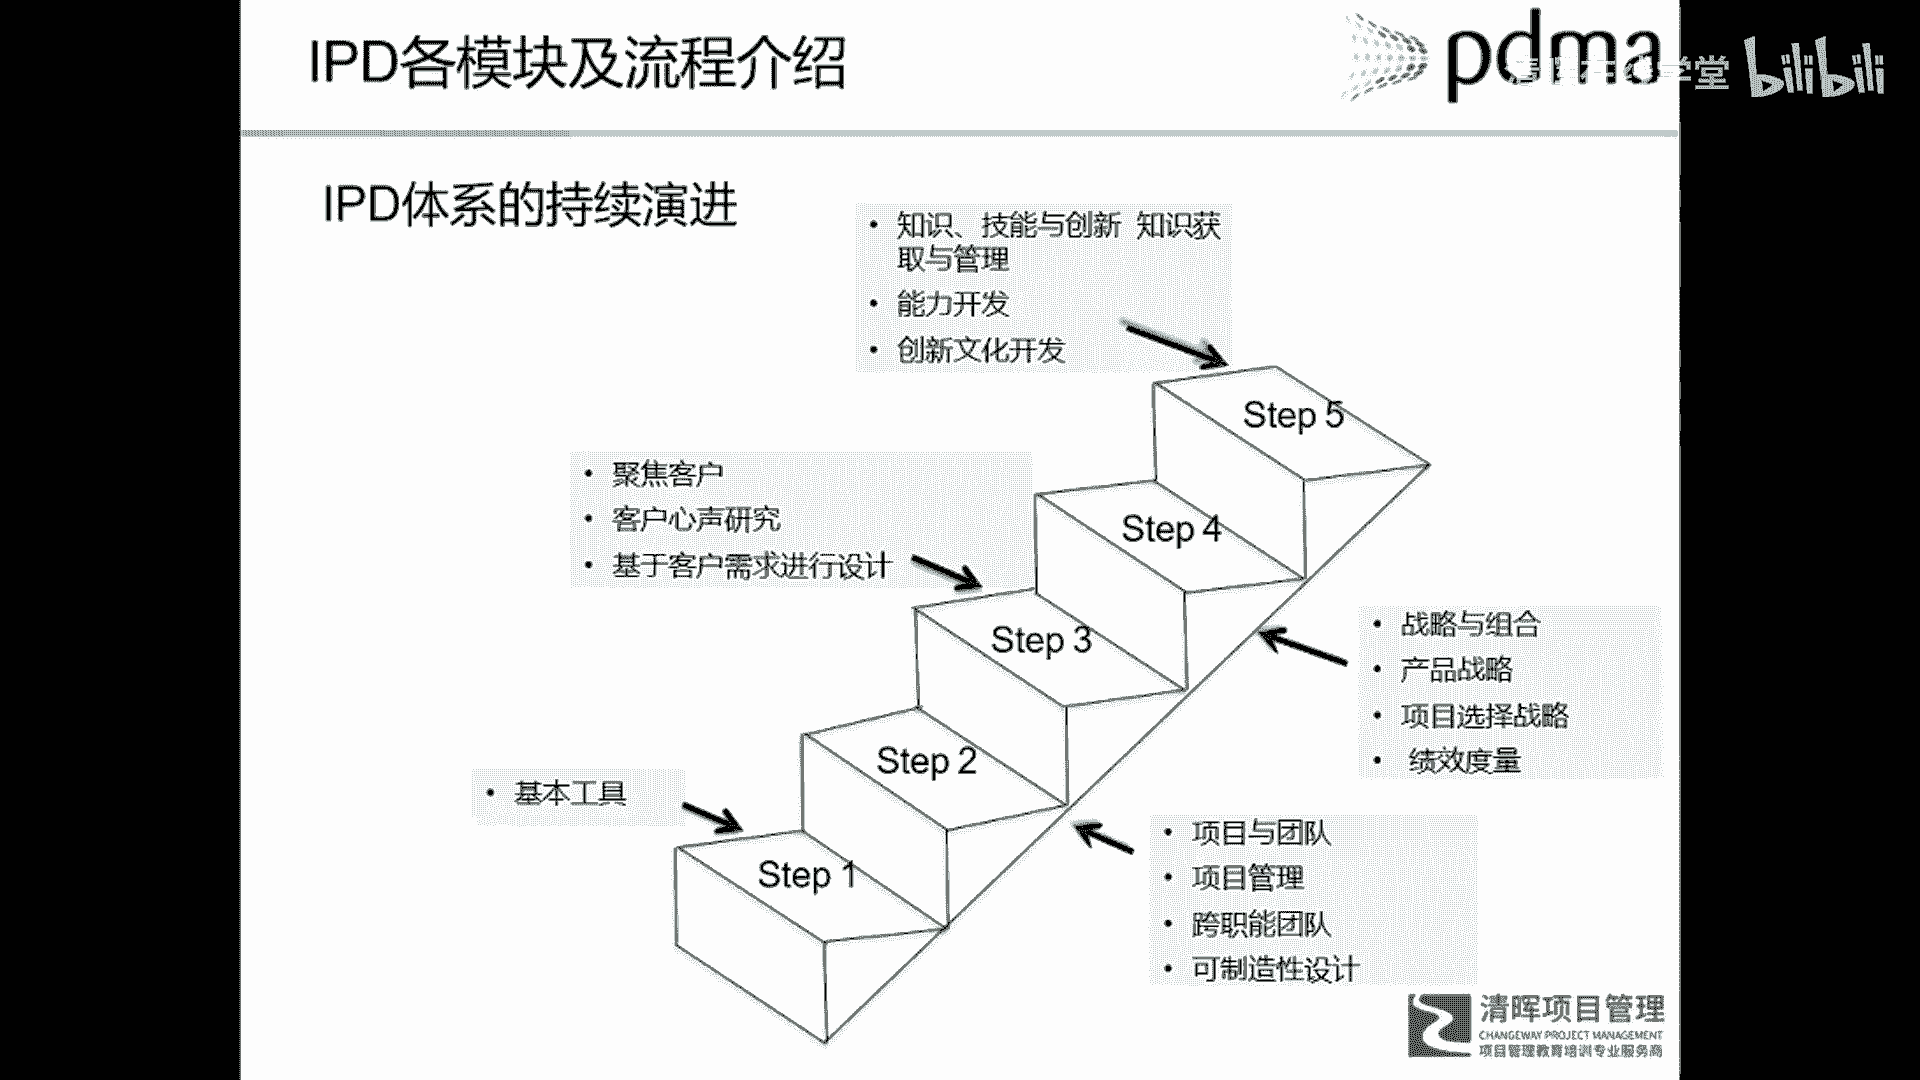 IPD各模块及流程介绍
pdma
学堂 bilibili
IPD体系的持续演进
• 知识、技能与创新 知识获
取与管理
• 能力开发
• 创新文化开发
Step 5
• 聚焦客户
• 客户心声研究
• 基于客户需求进行设计
Step 4
Step 3
• 战略与组合
• 产品战略
• 项目选择战略
• 绩效度量
Step 2
• 基本工具
Step 1
• 项目与团队
• 项目管理
• 跨职能团队
• 可制造性设计
清晖项目管理
CHANGEWAY PROJECT MANAGEMENT
项目管理教育培训专业服务商